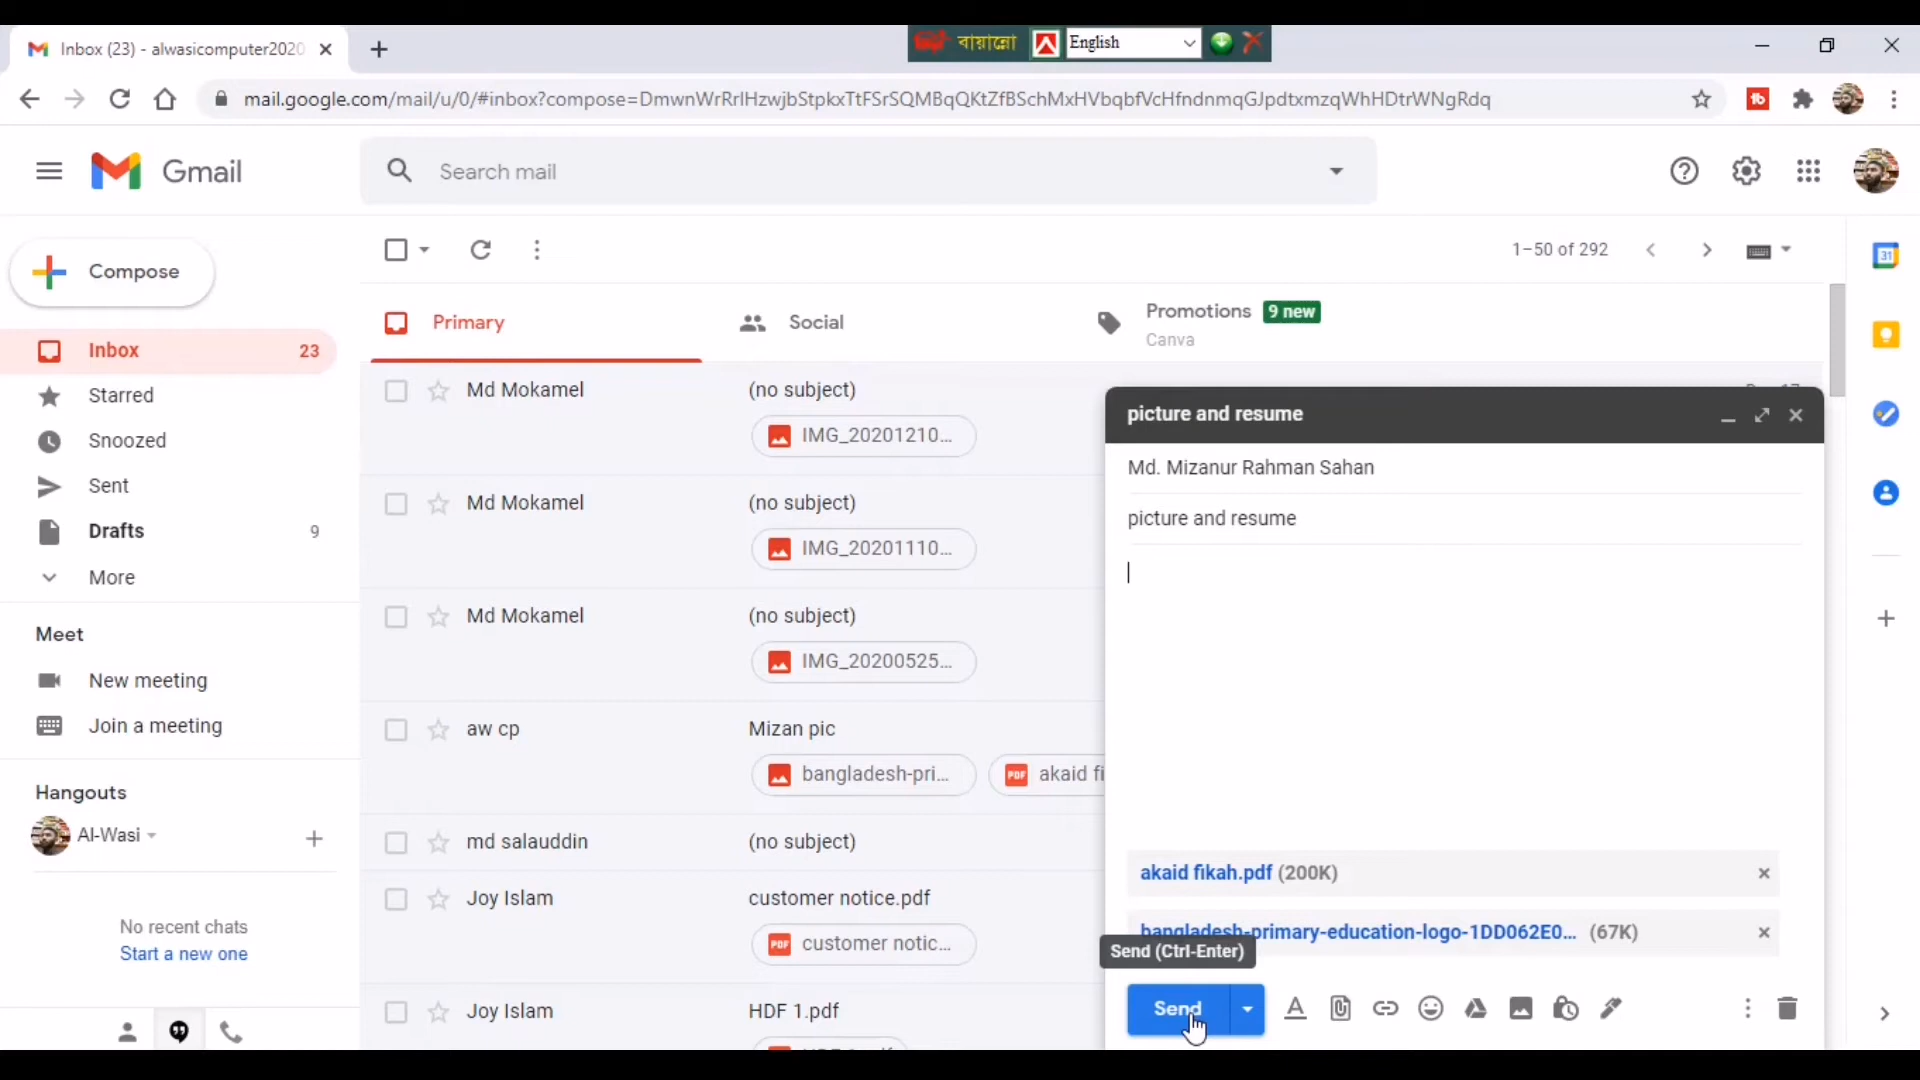 Inbox (23) - alwasicomputer2020
বায়ান্নো
English
mail.google.com/mail/u/0/#inbox?compose=DmwnWrRrlHzwjbStpkxTtFSrSQMBqQKtZfBSchMxHVbqbfVcHfndnmqGJpdtxmzqWhHDtrWNgRdq
Gmail
Search mail
Compose
1–50 of 292
Primary
Social
Promotions 9 new
Canva
Inbox 23
Starred
Snoozed
Sent
Drafts 9
More
Meet
New meeting
Join a meeting
Hangouts
Al-Wasi
No recent chats
Start a new one
Md Mokamel (no subject)
IMG_20201210...
Md Mokamel (no subject)
IMG_20201110...
Md Mokamel (no subject)
IMG_20200525...
aw cp Mizan pic
bangladesh-pri... PDF akaid fi
md salauddin (no subject)
Joy Islam customer notice.pdf
PDF customer notic...
Joy Islam HDF 1.pdf
picture and resume
Md. Mizanur Rahman Sahan
picture and resume
akaid fikah.pdf (200K)
bangladesh-primary-education-logo-1DD062E0... (67K)
Send (Ctrl-Enter)
Send
31